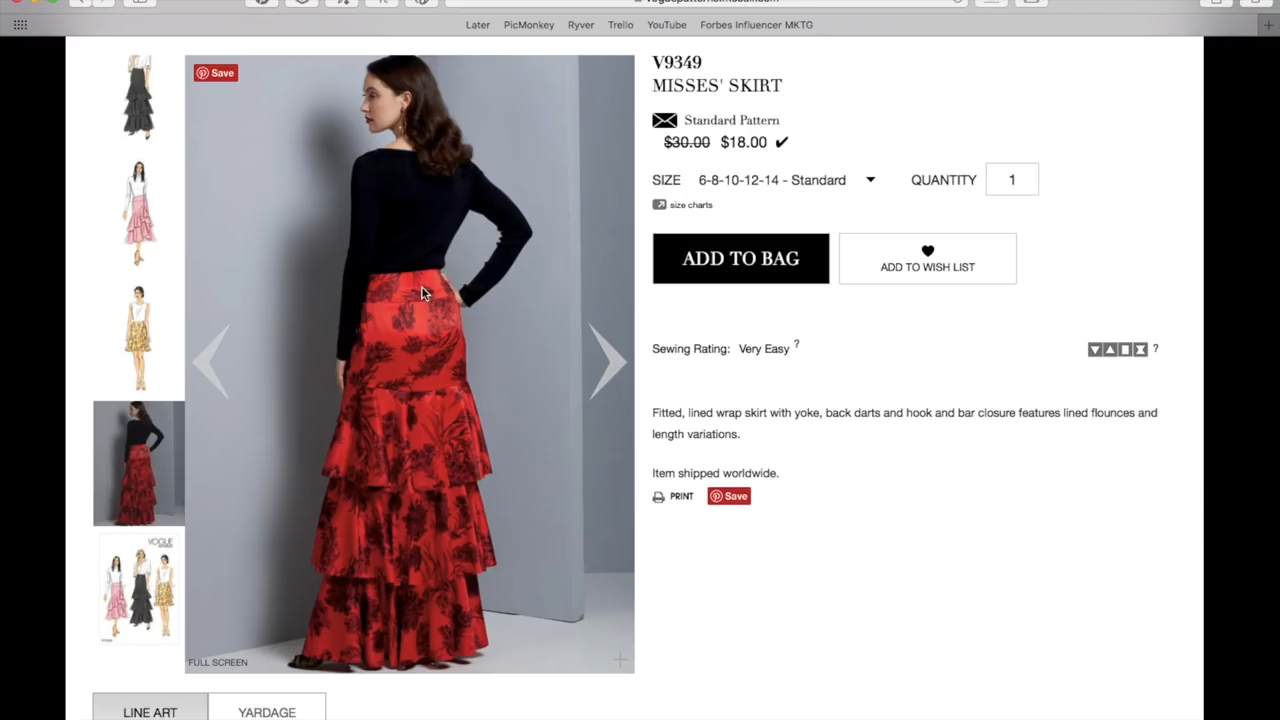 Later PicMonkey Ryver Trello YouTube Forbes Influencer MKTG
Save
V9349
MISSES' SKIRT
Standard Pattern
$30.00 $18.00
SIZE 6-8-10-12-14 - Standard QUANTITY 1
size charts
ADD TO BAG
ADD TO WISH LIST
Sewing Rating: Very Easy ?
?
Fitted, lined wrap skirt with yoke, back darts and hook and bar closure features lined flounces and
length variations.
Item shipped worldwide.
PRINT Save
VOGUE
FULL SCREEN
LINE ART YARDAGE